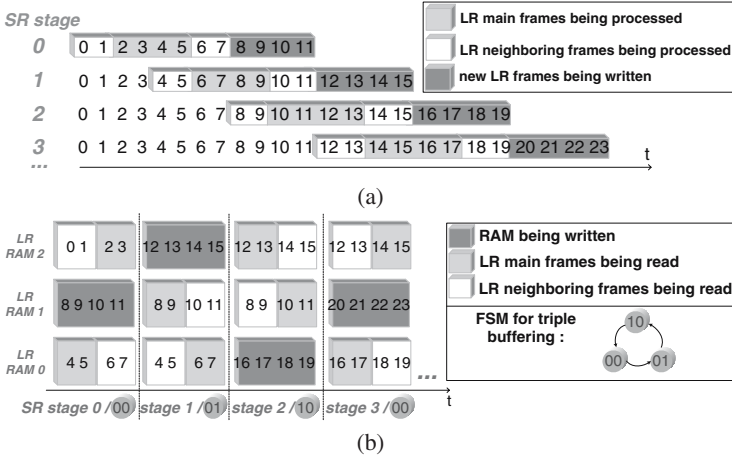 SR stage
LR main frames being processed
LR neighboring frames being processed
new LR frames being written
0 0 1 2 3 4 5 6 7 8 9 10 11
1 0 1 2 3 4 5 6 7 8 9 10 11 12 13 14 15
2 0 1 2 3 4 5 6 7 8 9 10 11 12 13 14 15 16 17 18 19
3 0 1 2 3 4 5 6 7 8 9 10 11 12 13 14 15 16 17 18 19 20 21 22 23
...
t
(a)
LR RAM 2
0 1 2 3 12 13 14 15 12 13 14 15 12 13 14 15
LR RAM 1
8 9 10 11 8 9 10 11 8 9 10 11 20 21 22 23
LR RAM 0
4 5 6 7 4 5 6 7 16 17 18 19 16 17 18 19 ...
SR stage 0 /00 stage 1 /01 stage 2 /10 stage 3 /00
t
RAM being written
LR main frames being read
LR neighboring frames being read
FSM for triple
buffering :
10
00 01
(b)